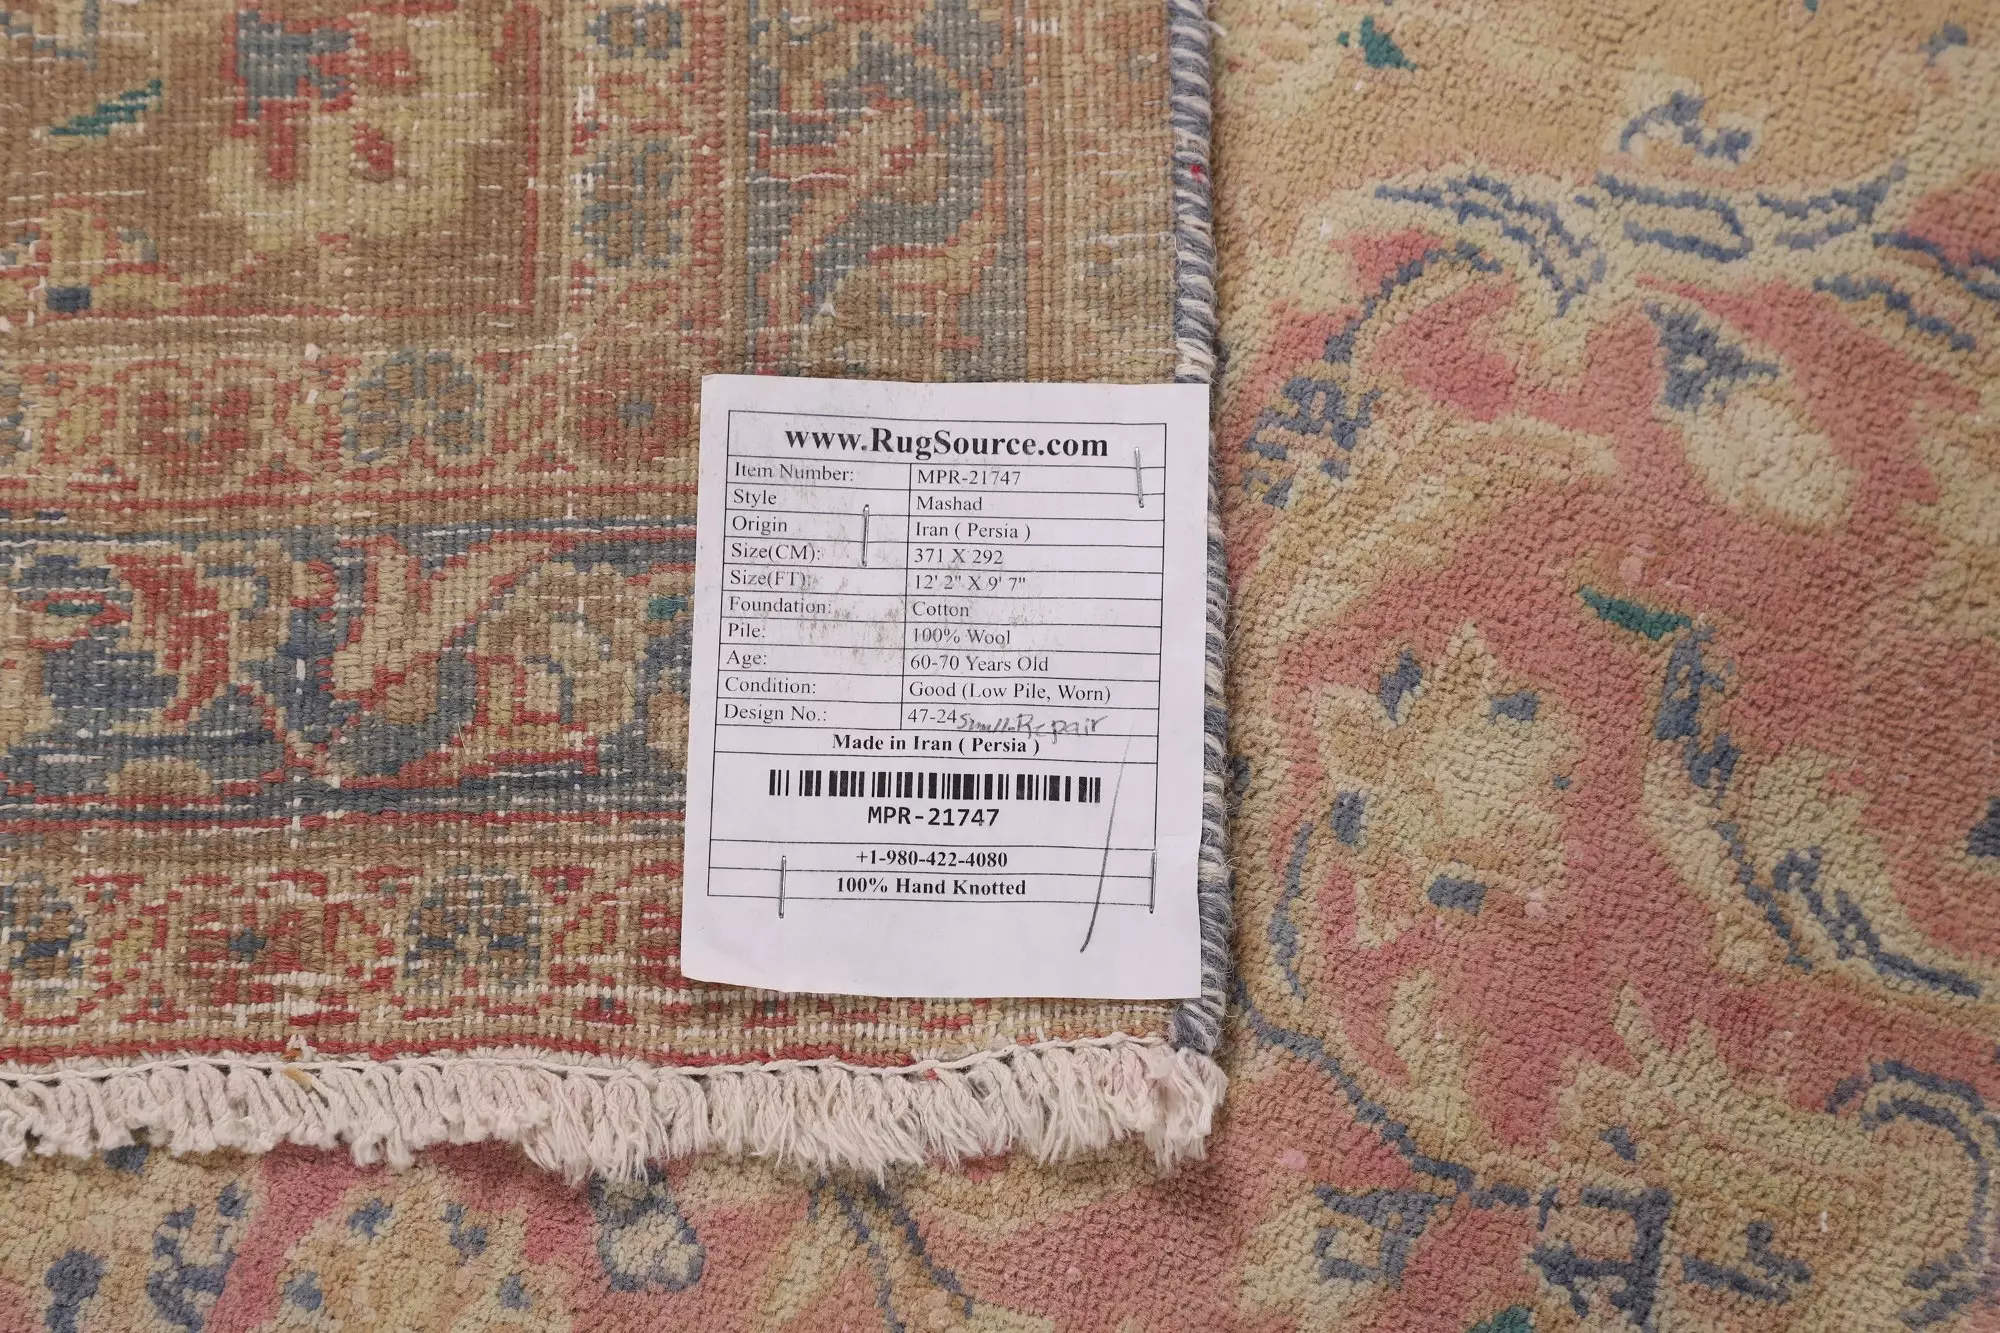 www.RugSource.com
Item Number: MPR-21747
Style Mashad
Origin Iran ( Persia )
Size(CM): 371 X 292
Size(FT): 12' 2" X 9' 7"
Foundation: Cotton
Pile: 100% Wool
Age: 60-70 Years Old
Condition: Good (Low Pile, Worn)
Design No.: 47-24 Small Repair
Made in Iran ( Persia )
MPR-21747
+1-980-422-4080
100% Hand Knotted